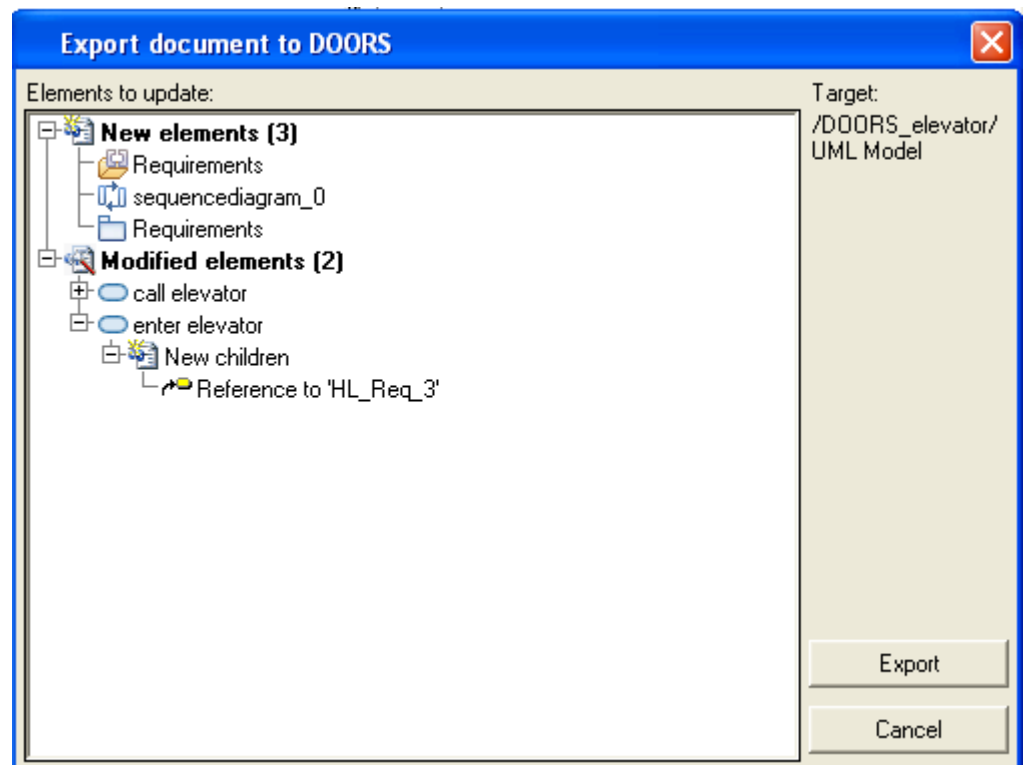 Export document to DOORS
Elements to update:
Target:
/DOORS_elevator/
UML Model
New elements (3)
Requirements
sequencediagram_0
Requirements
Modified elements (2)
call elevator
enter elevator
New children
Reference to 'HL_Req_3'
Export
Cancel